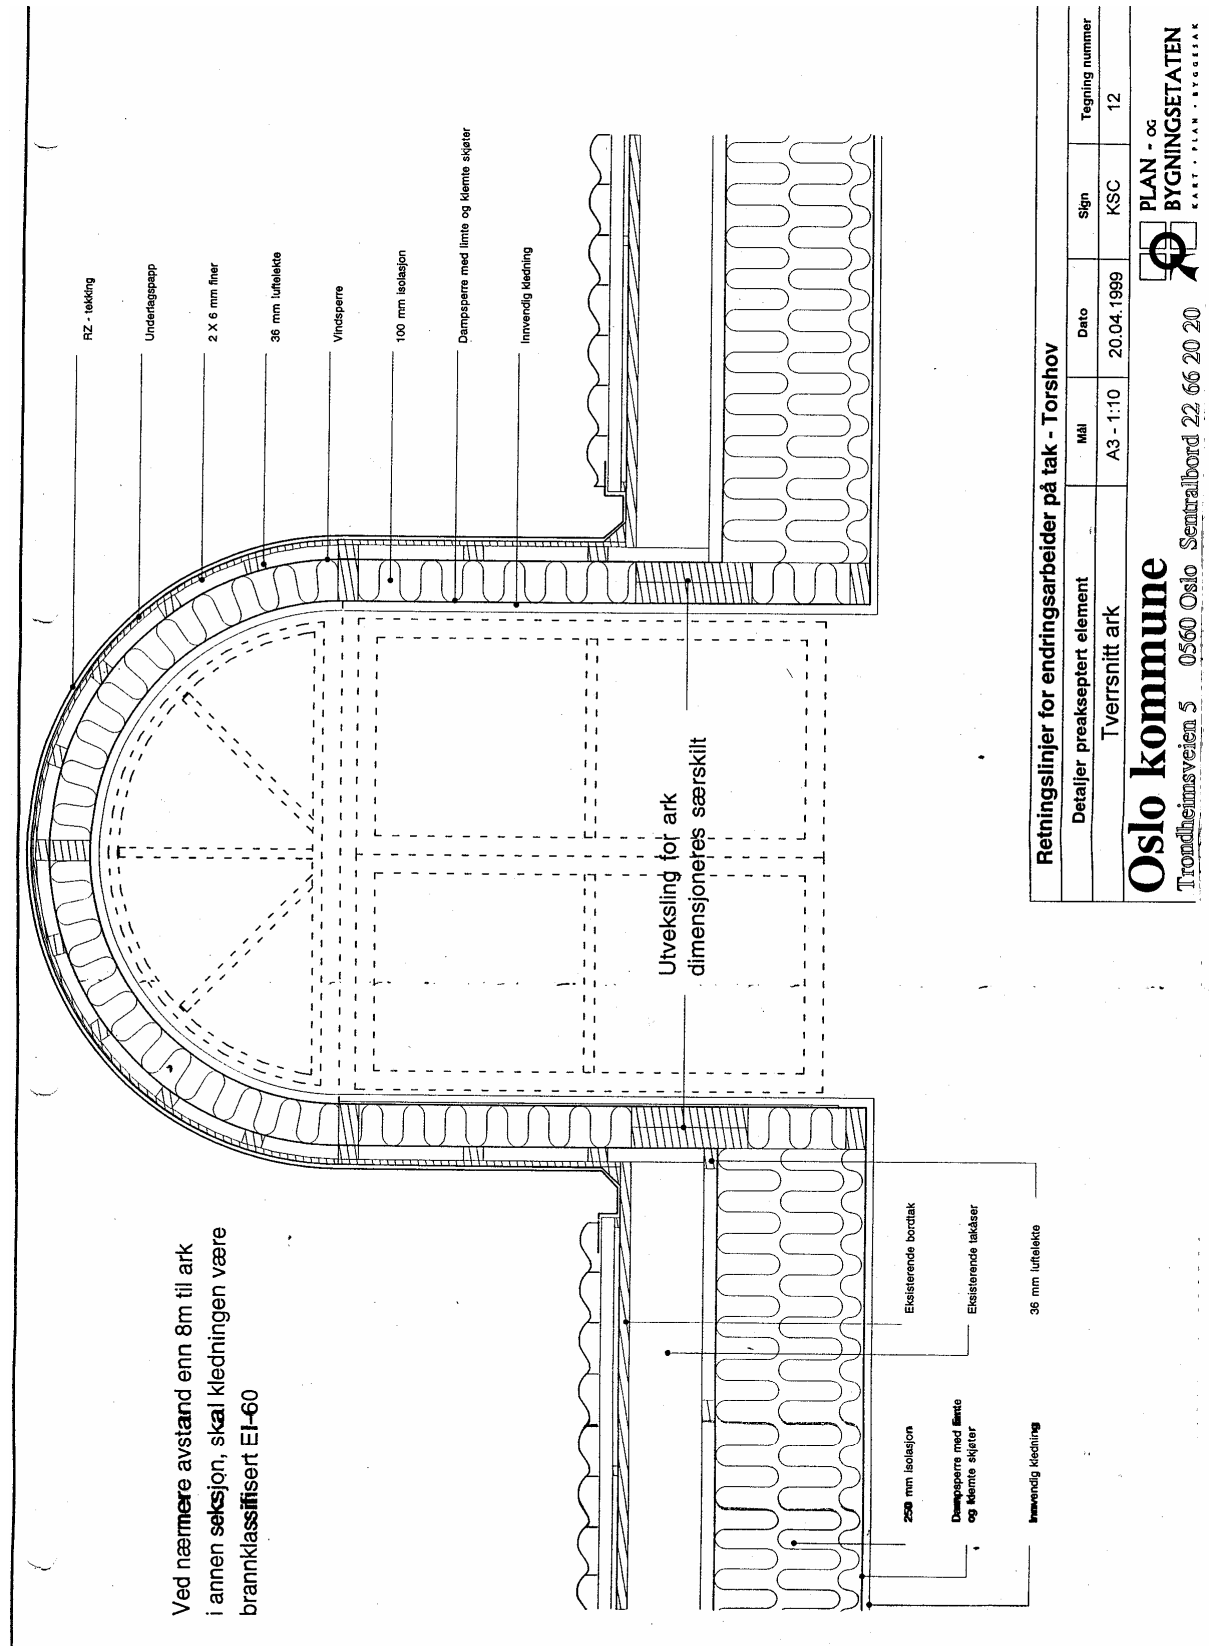 RZ - tekking
Underlagspapp
2 X 6 mm finer
36 mm luftelekte
Vindsperre
100 mm isolasjon
Dampsperre med limte og klemte skjøter
Innvendig kledning
Ved nærmere avstand enn 8m til ark
i annen seksjon, skal kledningen være
brannklassifisert EI-60
Utveksling for ark
dimensjoneres særskilt
Eksisterende bordtak
Eksisterende takåser
36 mm luftelekte
250 mm isolasjon
Dampsperre med limte
og klemte skjøter
Innvendig kledning
Retningslinjer for endringsarbeider på tak - Torshov
Detaljer preakseptert element
Mål
Dato
Sign
Tegning nummer
Tverrsnitt ark
A3 - 1:10
20.04.1999
KSC
12
Oslo kommune
Trondheimsveien 5 0560 Oslo Sentralbord 22 66 20 20
PLAN - OG
BYGNINGSETATEN
KART · PLAN · BYGGESAK